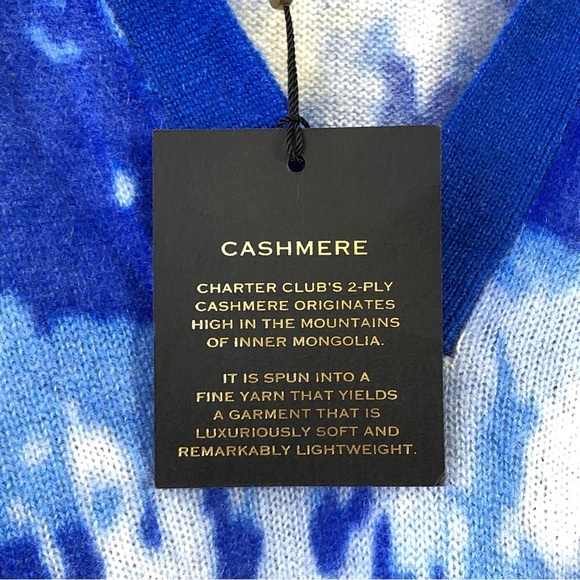 CASHMERE
CHARTER CLUB'S 2-PLY
CASHMERE ORIGINATES
HIGH IN THE MOUNTAINS
OF INNER MONGOLIA.
IT IS SPUN INTO A
FINE YARN THAT YIELDS
A GARMENT THAT IS
LUXURIOUSLY SOFT AND
REMARKABLY LIGHTWEIGHT.